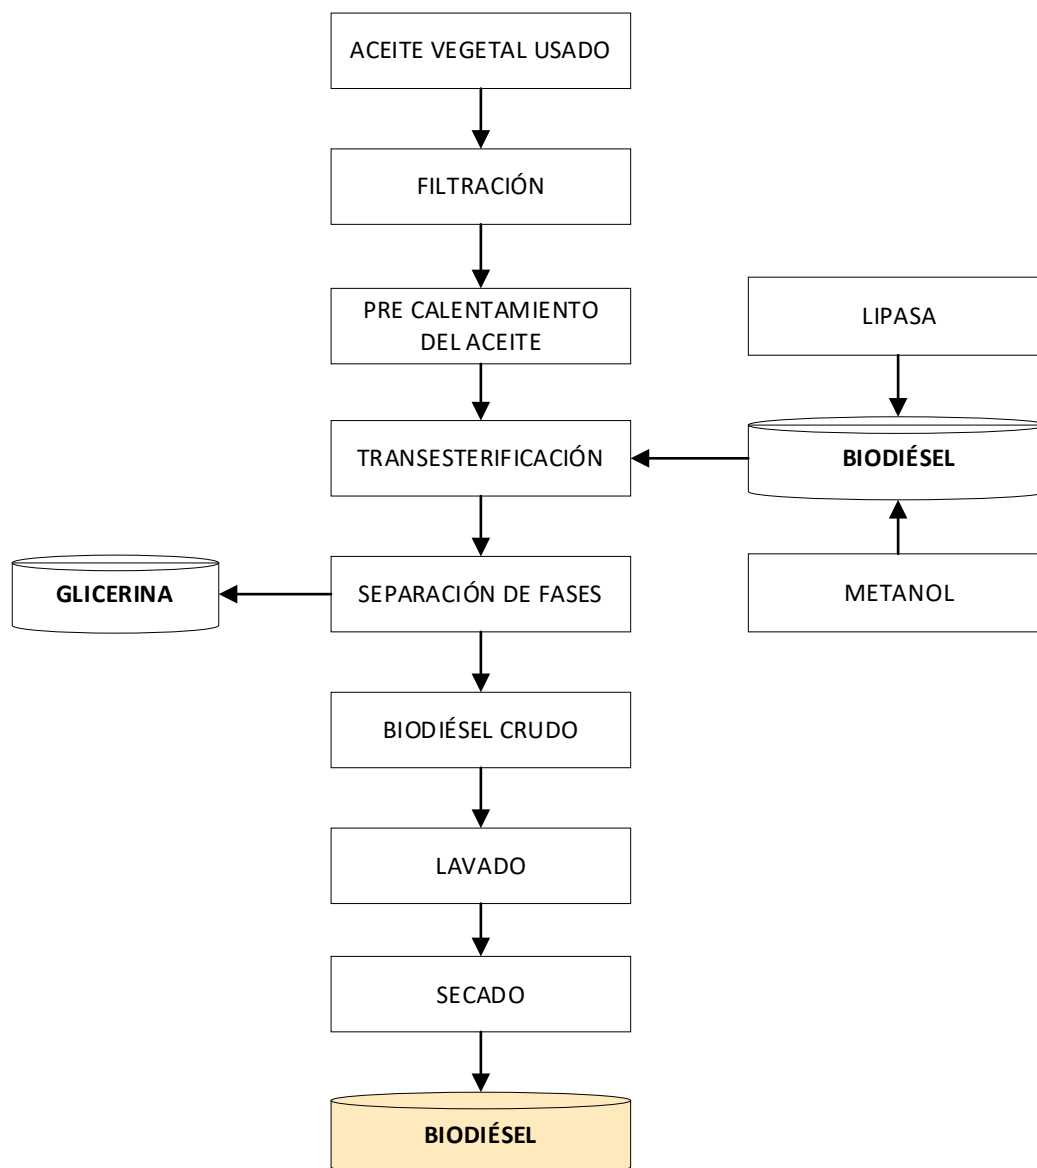 ACEITE VEGETAL USADO
FILTRACIÓN
PRE CALENTAMIENTO
DEL ACEITE
LIPASA
TRANSESTERIFICACIÓN
BIODIÉSEL
GLICERINA
SEPARACIÓN DE FASES
METANOL
BIODIÉSEL CRUDO
LAVADO
SECADO
BIODIÉSEL